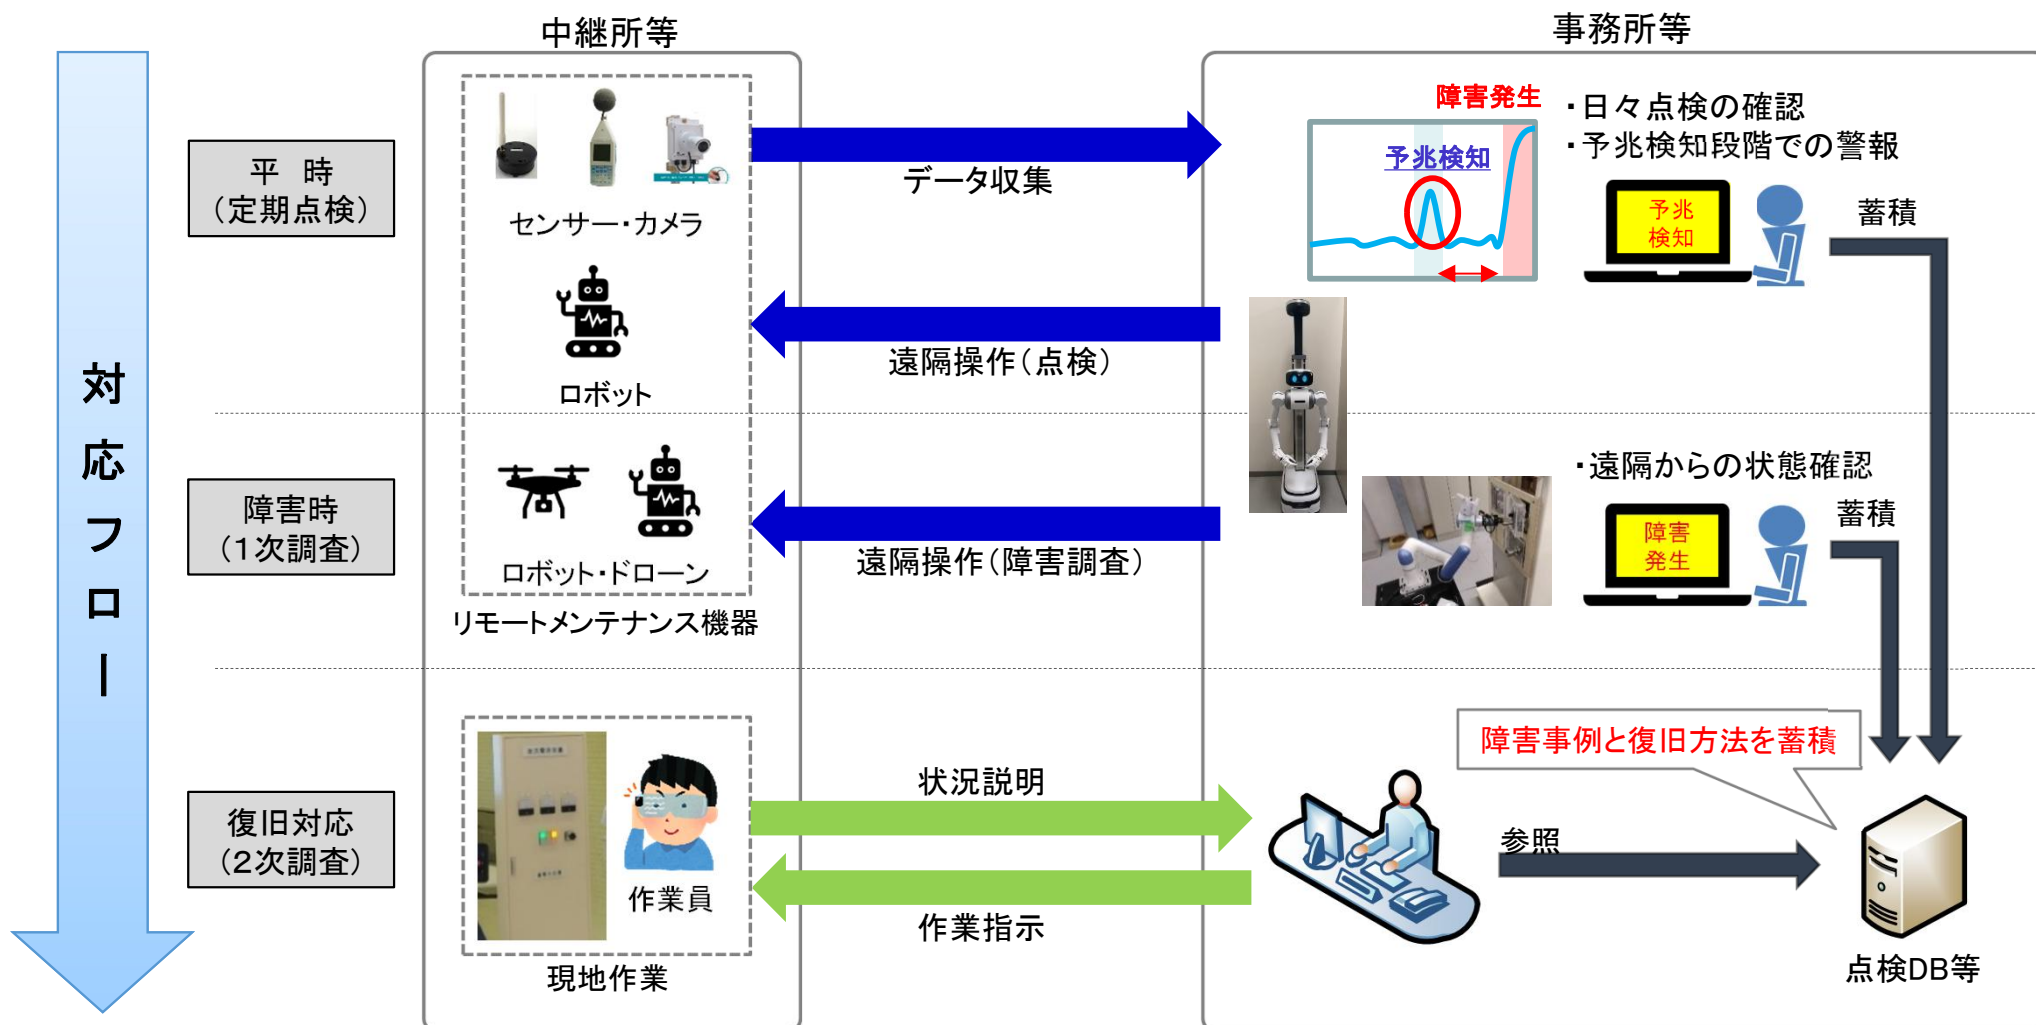 中継所等
事務所等
対応フロー
平 時
（定期点検）
センサー・カメラ
ロボット
データ収集
遠隔操作（点検）
障害発生
予兆検知
・日々点検の確認
・予兆検知段階での警報
予兆
検知
蓄積
障害時
（1次調査）
ロボット・ドローン
リモートメンテナンス機器
遠隔操作（障害調査）
・遠隔からの状態確認
障害
発生
蓄積
復旧対応
（2次調査）
作業員
現地作業
状況説明
作業指示
障害事例と復旧方法を蓄積
参照
点検DB等